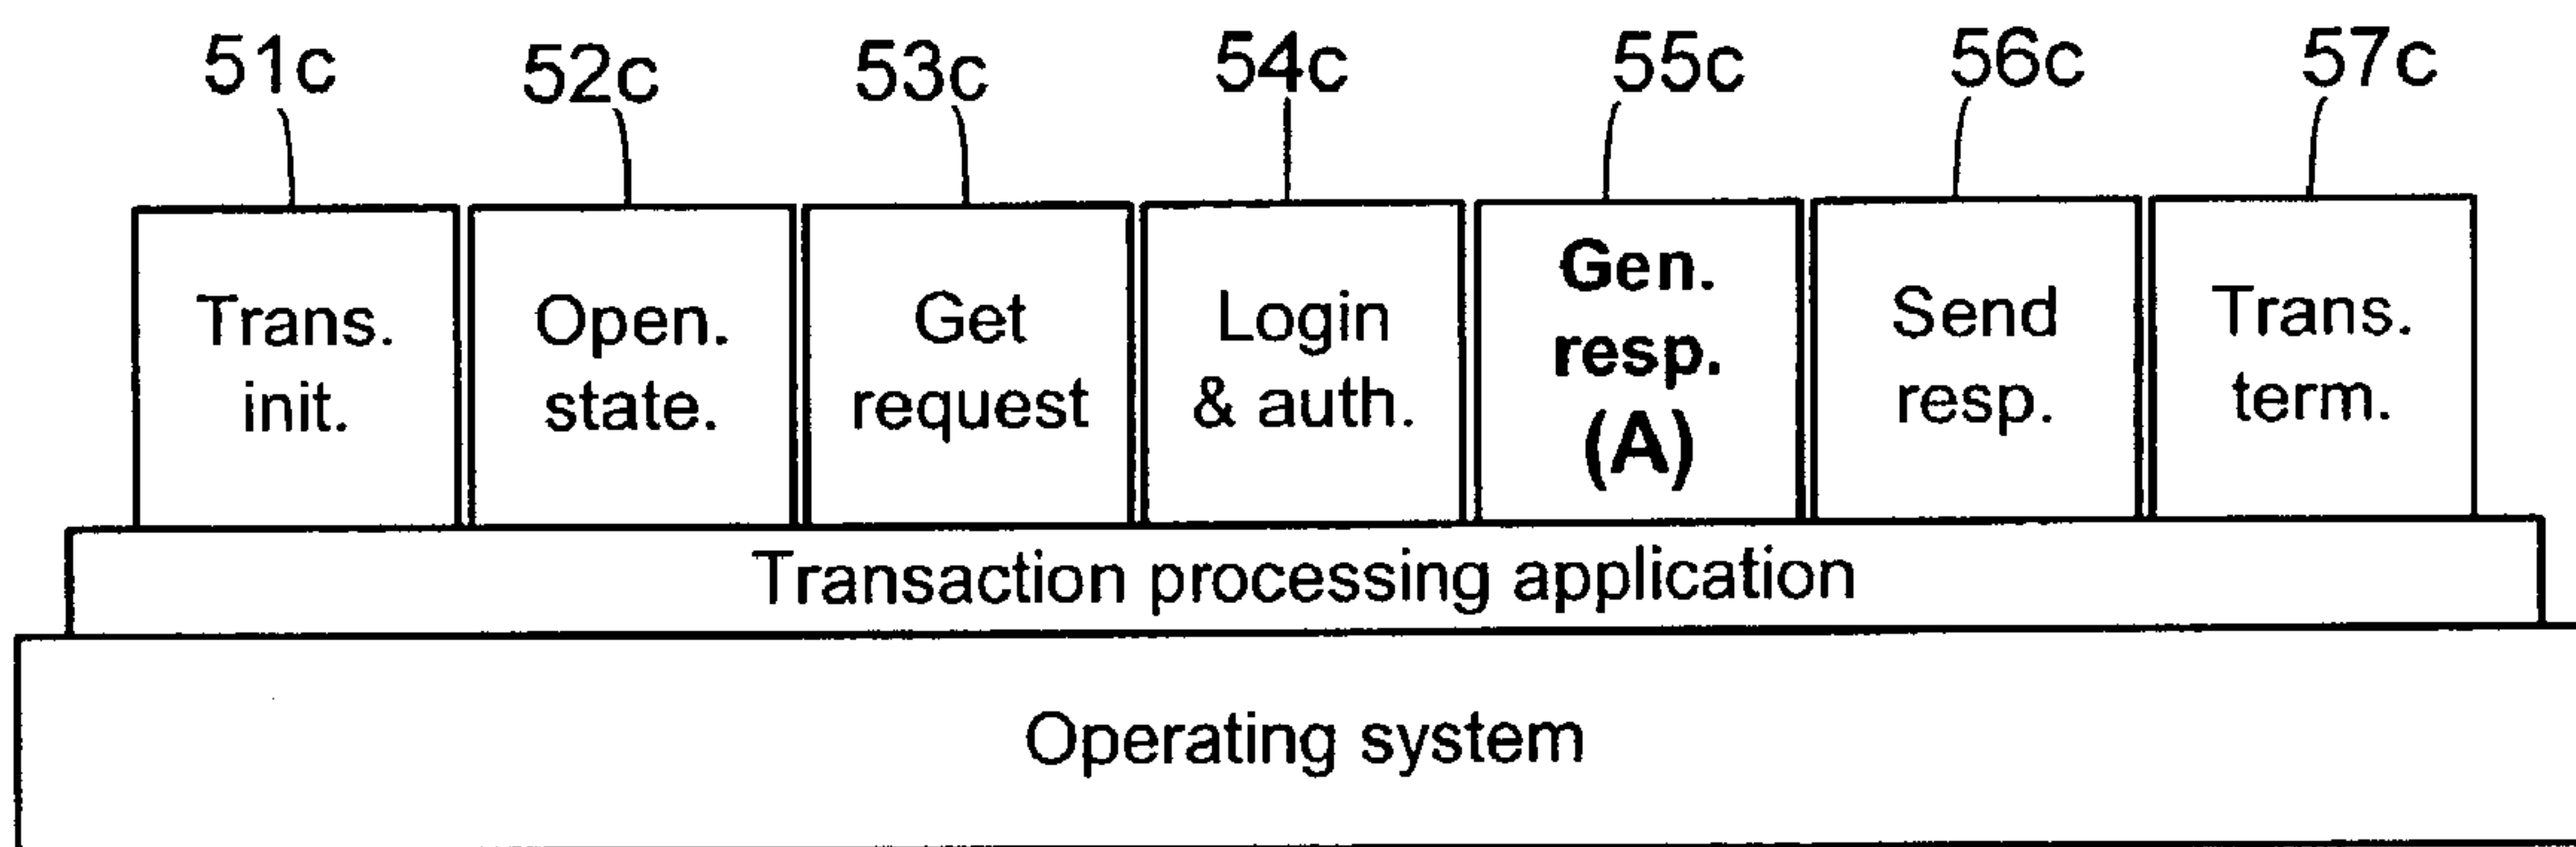 51c 52c 53c 54c 55c 56c 57c
Trans.
init.
Open.
state.
Get
request
Login
& auth.
Gen.
resp.
(A)
Send
resp.
Trans.
term.
Transaction processing application
Operating system